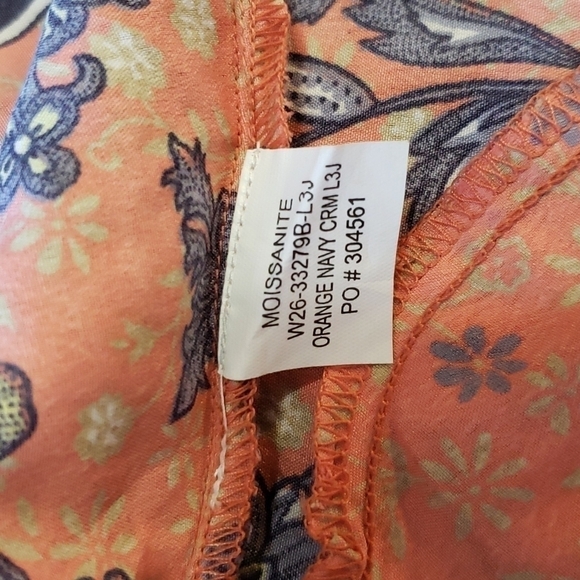 MOISSANITE
W26-33279B-L3J
ORANGE NAVY CRM L3J
PO # 304561